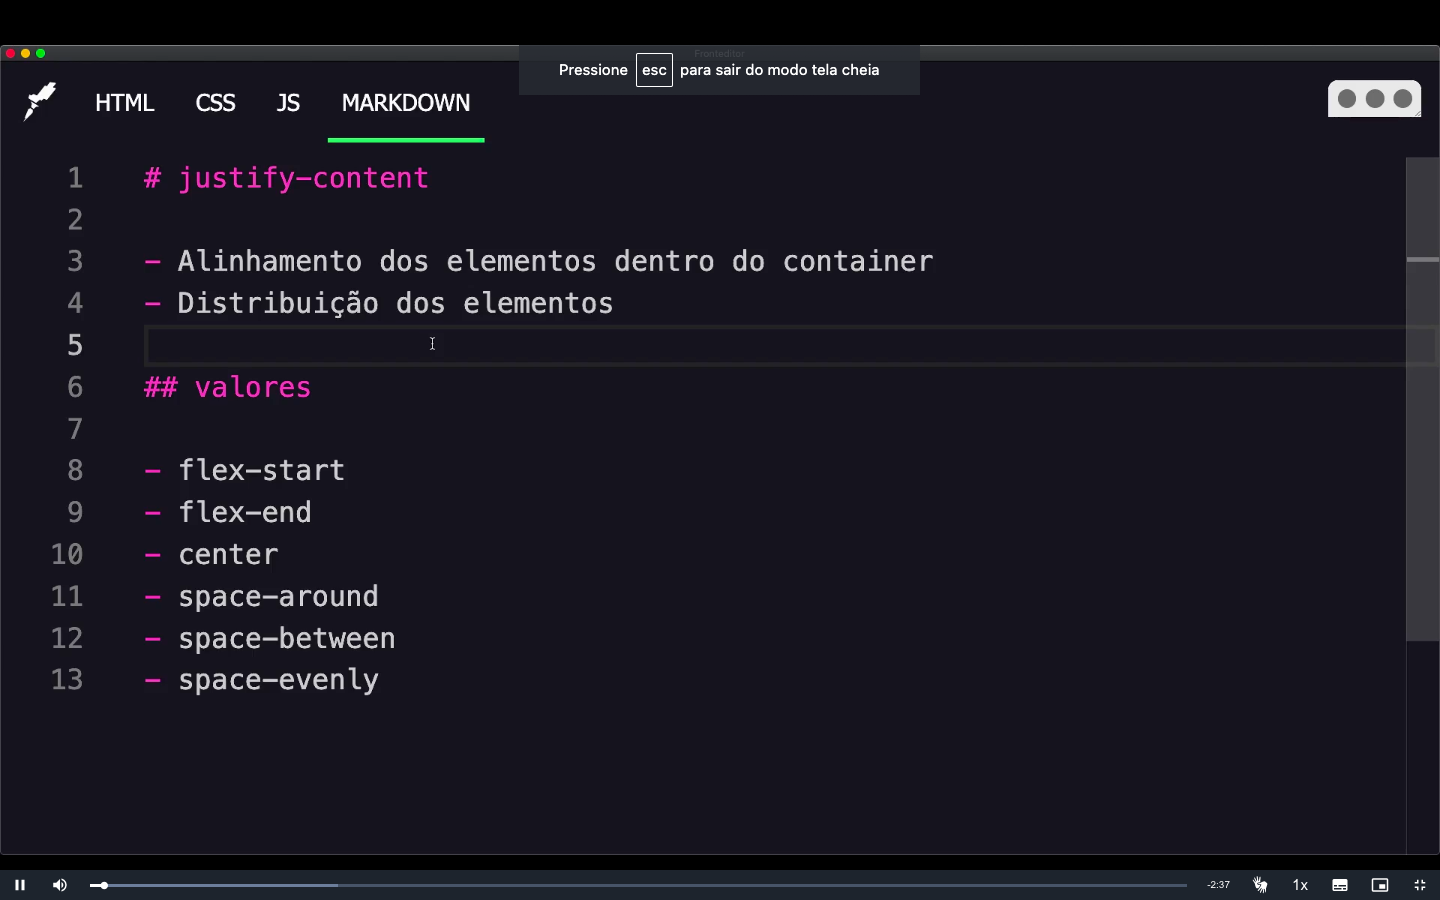 Fronteditor
Pressione esc para sair do modo tela cheia
HTML CSS JS MARKDOWN
1 # justify-content
2
3 - Alinhamento dos elementos dentro do container
4 - Distribuição dos elementos
5
6 ## valores
7
8 - flex-start
9 - flex-end
10 - center
11 - space-around
12 - space-between
13 - space-evenly
-2:37 1x